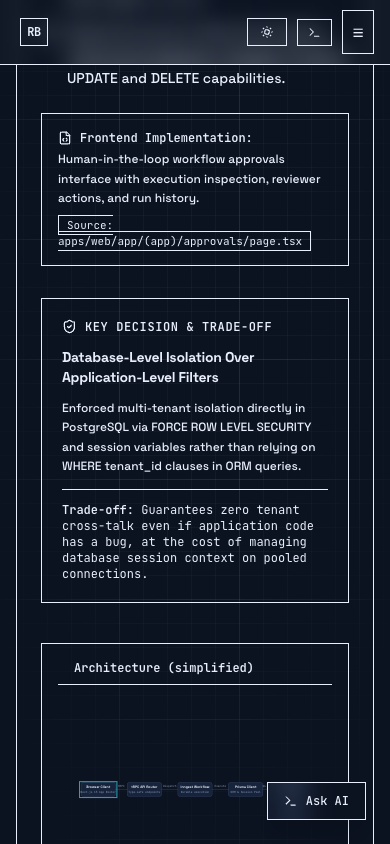 RB
UPDATE and DELETE capabilities.
Frontend Implementation:
Human-in-the-loop workflow approvals
interface with execution inspection, reviewer
actions, and run history.
Source:
apps/web/app/(app)/approvals/page.tsx
KEY DECISION & TRADE-OFF
Database-Level Isolation Over
Application-Level Filters
Enforced multi-tenant isolation directly in
PostgreSQL via FORCE ROW LEVEL SECURITY
and session variables rather than relying on
WHERE tenant_id clauses in ORM queries.
Trade-off: Guarantees zero tenant
cross-talk even if application code
has a bug, at the cost of managing
database session context on pooled
connections.
Architecture (simplified)
Browser Client
Inngest Workflow
Ask AI